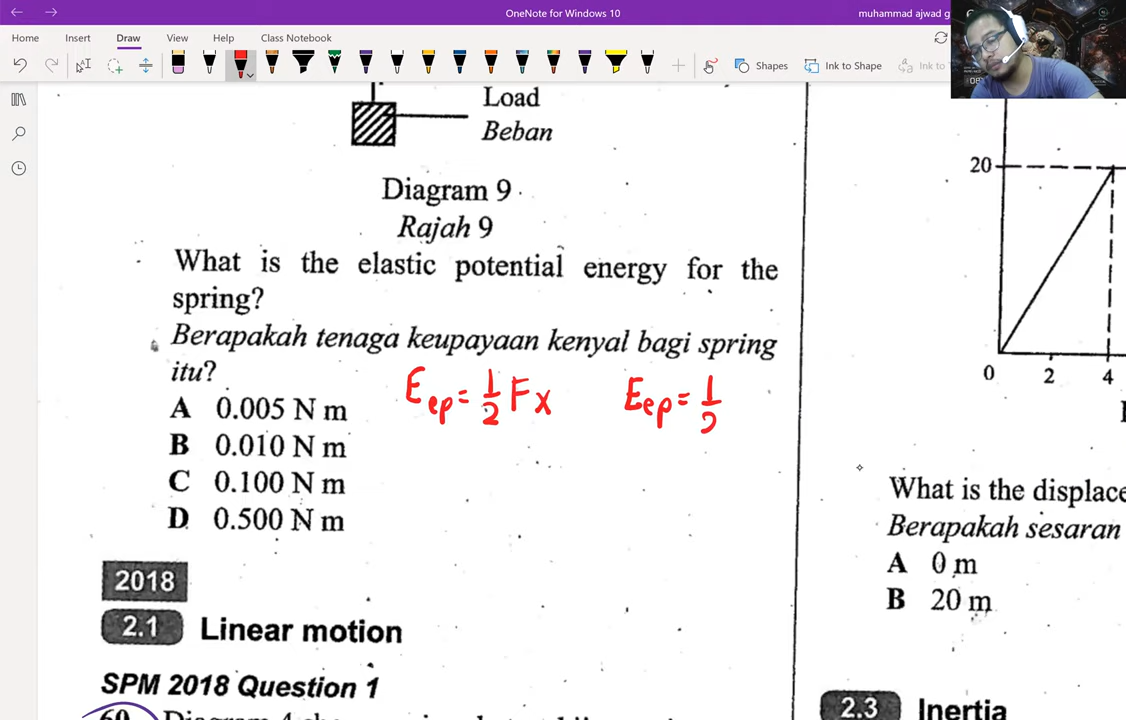 OneNote for Windows 10
muhammad ajwad g
Home Insert Draw View Help Class Notebook
Shapes Ink to Shape Ink to
Load
Beban
Diagram 9
Rajah 9
What is the elastic potential energy for the
spring?
Berapakah tenaga keupayaan kenyal bagi spring
itu?
A 0.005 N m
B 0.010 N m
C 0.100 N m
D 0.500 N m
Eep = 1/2 Fx Eep = 1/2
2018
2.1 Linear motion
SPM 2018 Question 1
20
0 2 4
What is the displace
Berapakah sesaran
A 0 m
B 20 m
2.3 Inertia